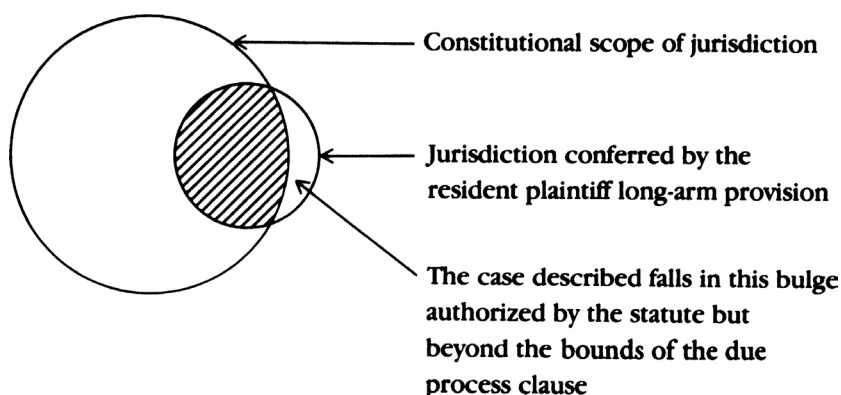 Constitutional scope of jurisdiction
Jurisdiction conferred by the
resident plaintiff long-arm provision
The case described falls in this bulge
authorized by the statute but
beyond the bounds of the due
process clause